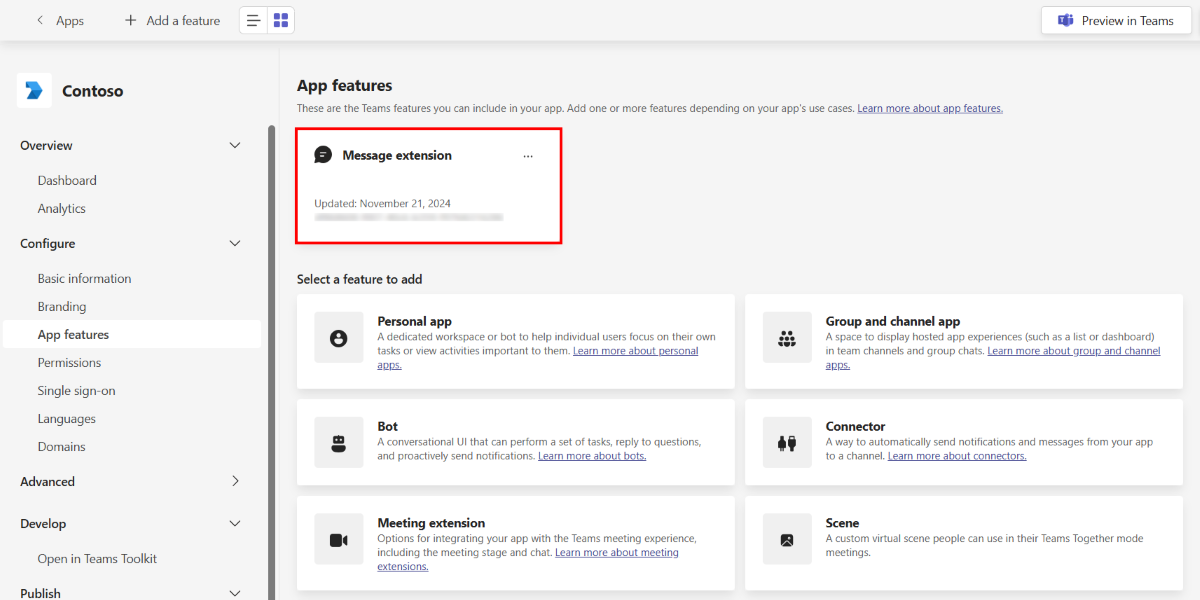 Apps
Add a feature
Preview in Teams
Contoso
Overview
Dashboard
Analytics
Configure
Basic information
Branding
App features
Permissions
Single sign-on
Languages
Domains
Advanced
Develop
Open in Teams Toolkit
Publish
App features
These are the Teams features you can include in your app. Add one or more features depending on your app's use cases. Learn more about app features.
Message extension
...
Updated: November 21, 2024
Select a feature to add
Personal app
A dedicated workspace or bot to help individual users focus on their own
tasks or view activities important to them. Learn more about personal
apps.
Group and channel app
A space to display hosted app experiences (such as a list or dashboard)
in team channels and group chats. Learn more about group and channel
apps.
Bot
A conversational UI that can perform a set of tasks, reply to questions,
and proactively send notifications. Learn more about bots.
Connector
A way to automatically send notifications and messages from your app
to a channel. Learn more about connectors.
Meeting extension
Options for integrating your app with the Teams meeting experience,
including the meeting stage and chat. Learn more about meeting
extensions.
Scene
A custom virtual scene people can use in their Teams Together mode
meetings.